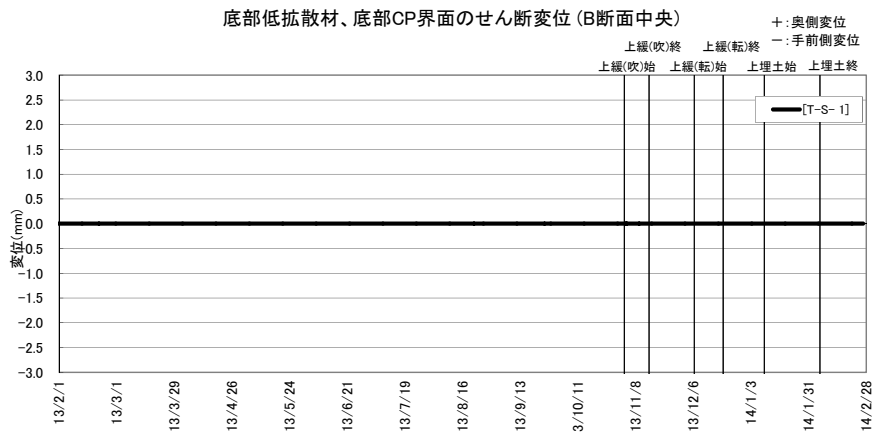 底部低拡散材、底部CP界面のせん断変位 (B断面中央)
＋：奥側変位
－：手前側変位
上緩(吹)終
上緩(転)終
上緩(吹)始
上緩(転)始
上埋土始
上埋土終
[T-S- 1]
変位(mm)
3.0
2.5
2.0
1.5
1.0
0.5
0.0
-0.5
-1.0
-1.5
-2.0
-2.5
-3.0
13/2/1
13/3/1
13/3/29
13/4/26
13/5/24
13/6/21
13/7/19
13/8/16
13/9/13
3/10/11
13/11/8
13/12/6
14/1/3
14/1/31
14/2/28